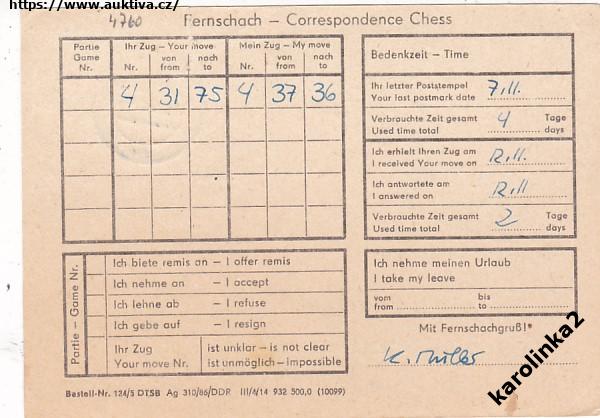 https://www.auktiva.cz/
4760
Fernschach – Correspondence Chess
Partie Game Nr.
Ihr Zug – Your move
Mein Zug – My move
Nr. von from nach to Nr. von from nach to
4 31 75 4 37 36
Bedenkzeit – Time
Ihr letzter Poststempel
Your last postmark date 7.11.
Verbrauchte Zeit gesamt 4 Tage
Used time total days
Ich erhielt Ihren Zug am
I received Your move on 12.11.
Ich antwortete am
I answered on 12.11
Verbrauchte Zeit gesamt 2 Tage
Used time total days
Partie – Game Nr.
Ich biete remis an – I offer remis
Ich nehme an – I accept
Ich lehne ab – I refuse
Ich gebe auf – I resign
Ihr Zug ist unklar – is not clear
Your move Nr. ist unmöglich – impossible
Ich nehme meinen Urlaub
I take my leave
vom bis
from to
Mit Fernschachgruß!*
K. Müller
Bestell-Nr. 124/5 DTSB Ag 310/86/DDR III/4/14 932 500,0 (10099)
karolinka2